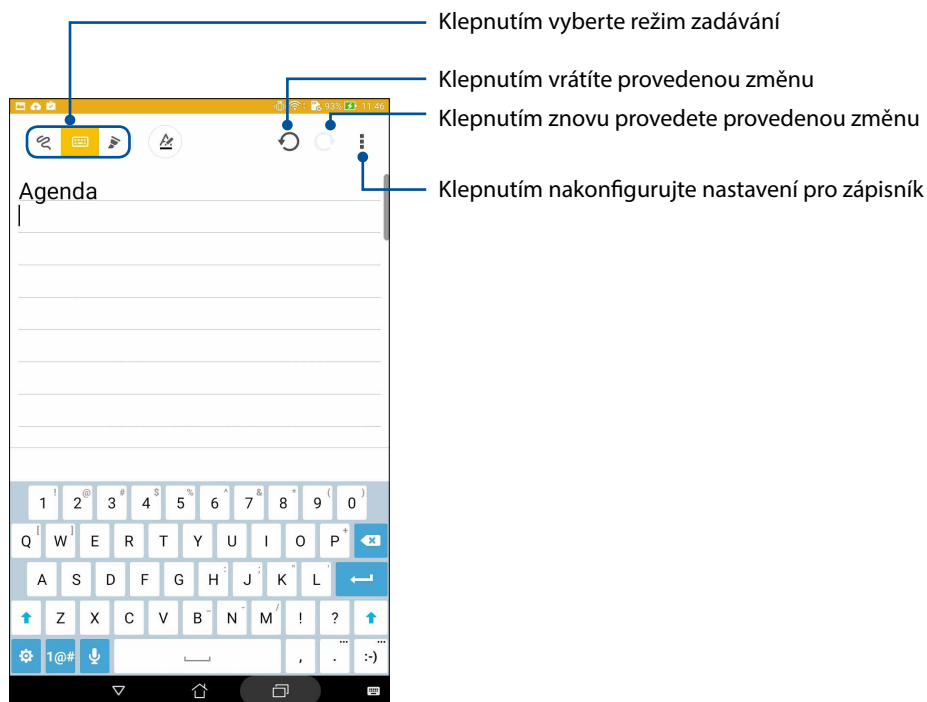 Klepnutím vyberte režim zadávání
Klepnutím vrátíte provedenou změnu
Klepnutím znovu provedete provedenou změnu
Klepnutím nakonfigurujte nastavení pro zápisník
93% 11:46
Agenda
1 ! 2 @ 3 # 4 $ 5 % 6 ^ 7 & 8 * 9 ( 0 )
Q [ W ] E R T Y U I O P +
A S D F G H : J ; K " L '
Z X C V B _ N - M / ! ?
1@# , . ... :-) ...